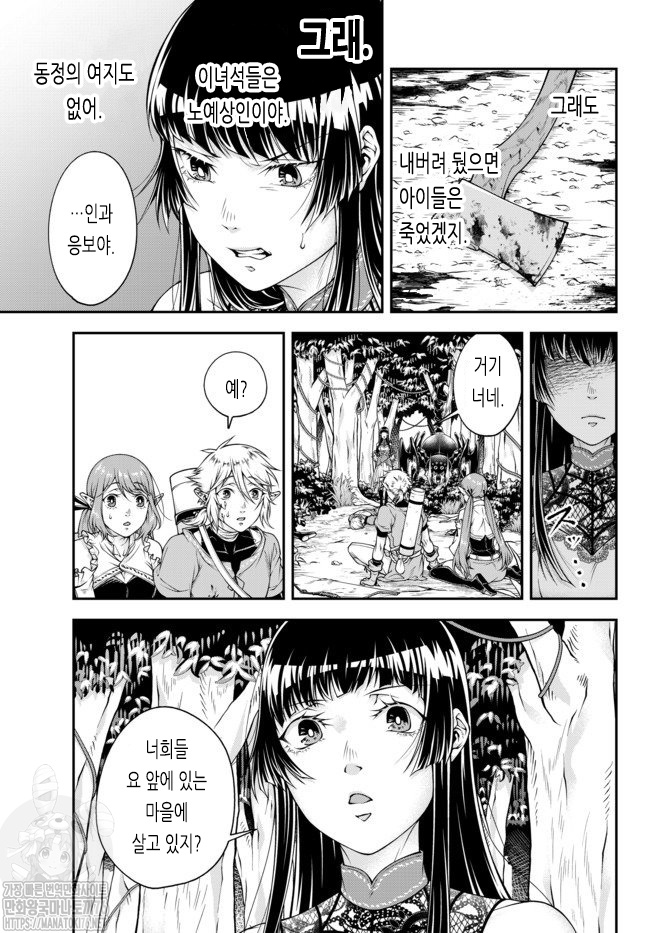 그래도
내버려 뒀으면
아이들은
죽었겠지.
그래.
이녀석들은
노예상인이야.
동정의 여지도
없어.
…인과
응보야.
거기
너네.
예?
너희들
요 앞에 있는
마을에
살고 있지?
가장 빠른 번역만화사이트
만화왕국마나토끼
HTTPS://MANATOKI76.NET